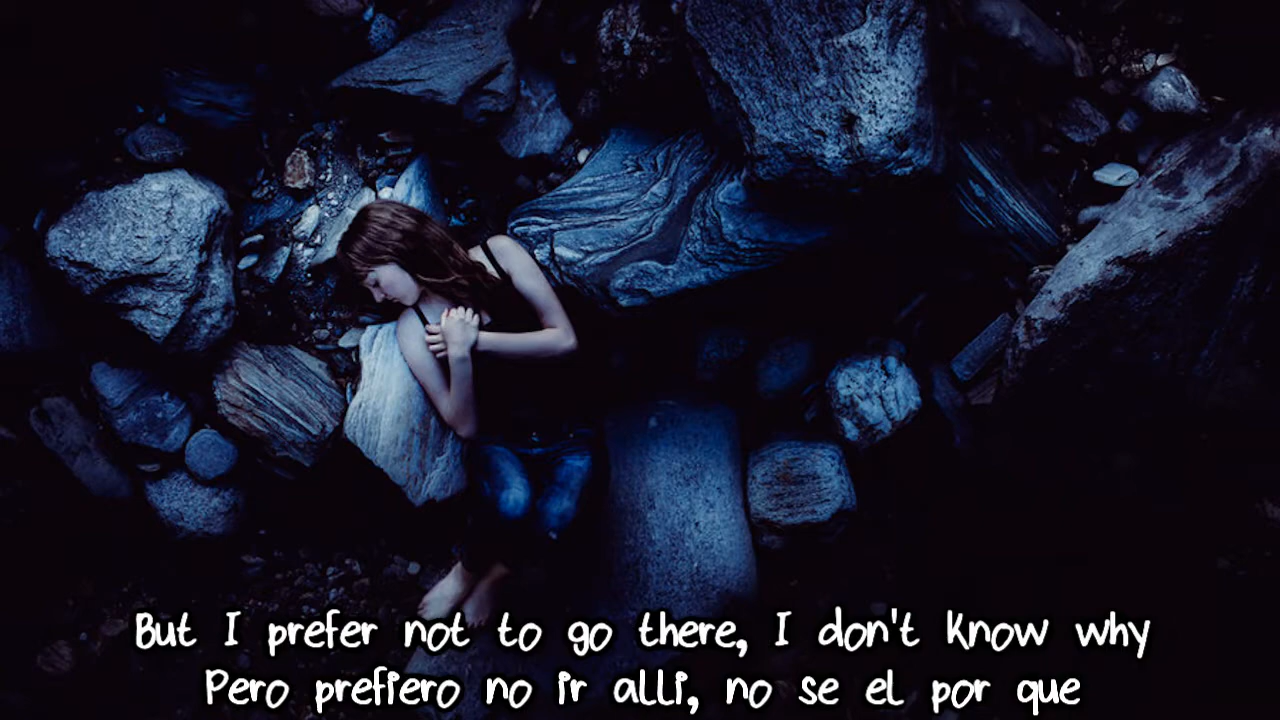 But I prefer not to go there, I don't know why
Pero prefiero no ir alli, no se el por que